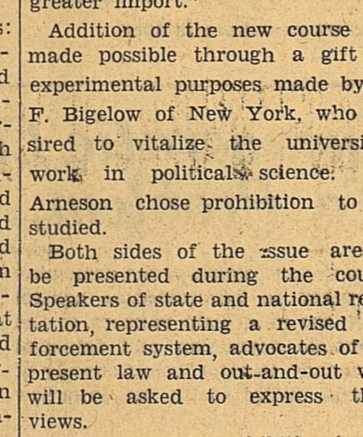 greater import."
Addition of the new course
made possible through a gift
experimental purposes made by
F. Bigelow of New York, who
sired to vitalize the universi
work in political science.
Arneson chose prohibition to
studied.
Both sides of the issue are
be presented during the cou
Speakers of state and national re
tation, representing a revised
forcement system, advocates of
present law and out-and-out w
will be asked to express th
views.